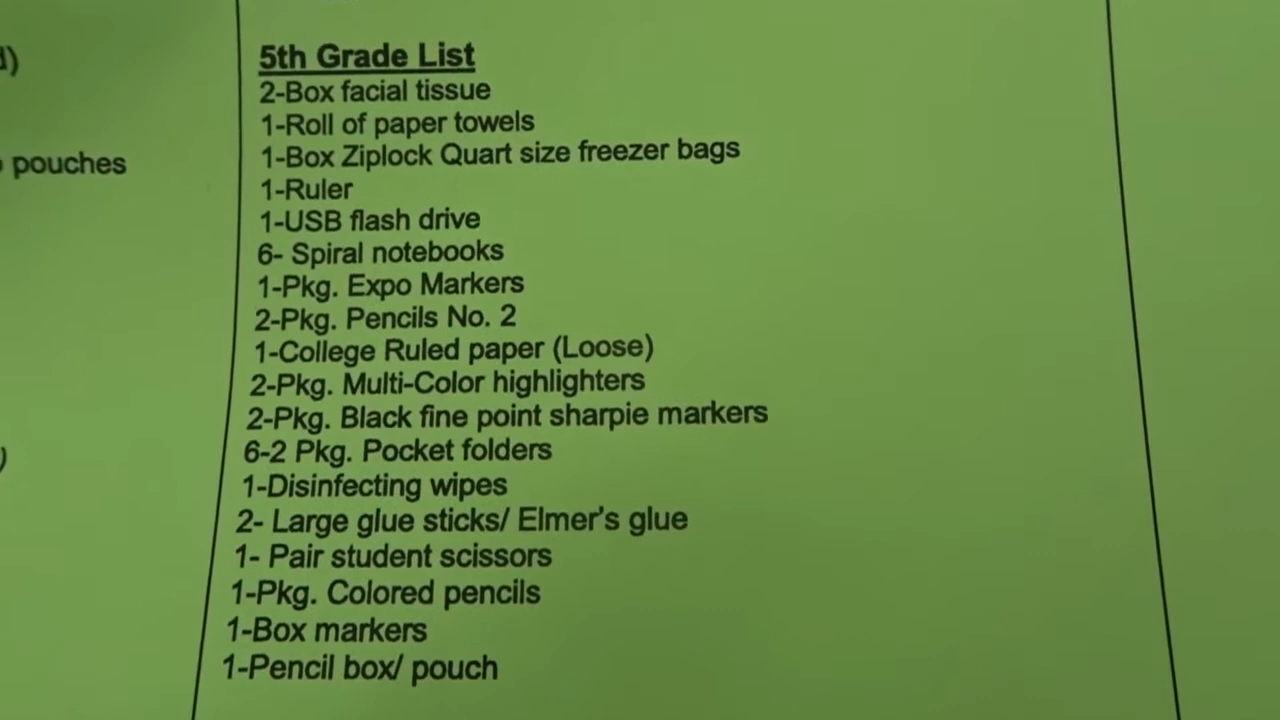 d)
pouches
)
5th Grade List
2-Box facial tissue
1-Roll of paper towels
1-Box Ziplock Quart size freezer bags
1-Ruler
1-USB flash drive
6- Spiral notebooks
1-Pkg. Expo Markers
2-Pkg. Pencils No. 2
1-College Ruled paper (Loose)
2-Pkg. Multi-Color highlighters
2-Pkg. Black fine point sharpie markers
6-2 Pkg. Pocket folders
1-Disinfecting wipes
2- Large glue sticks/ Elmer's glue
1- Pair student scissors
1-Pkg. Colored pencils
1-Box markers
1-Pencil box/ pouch